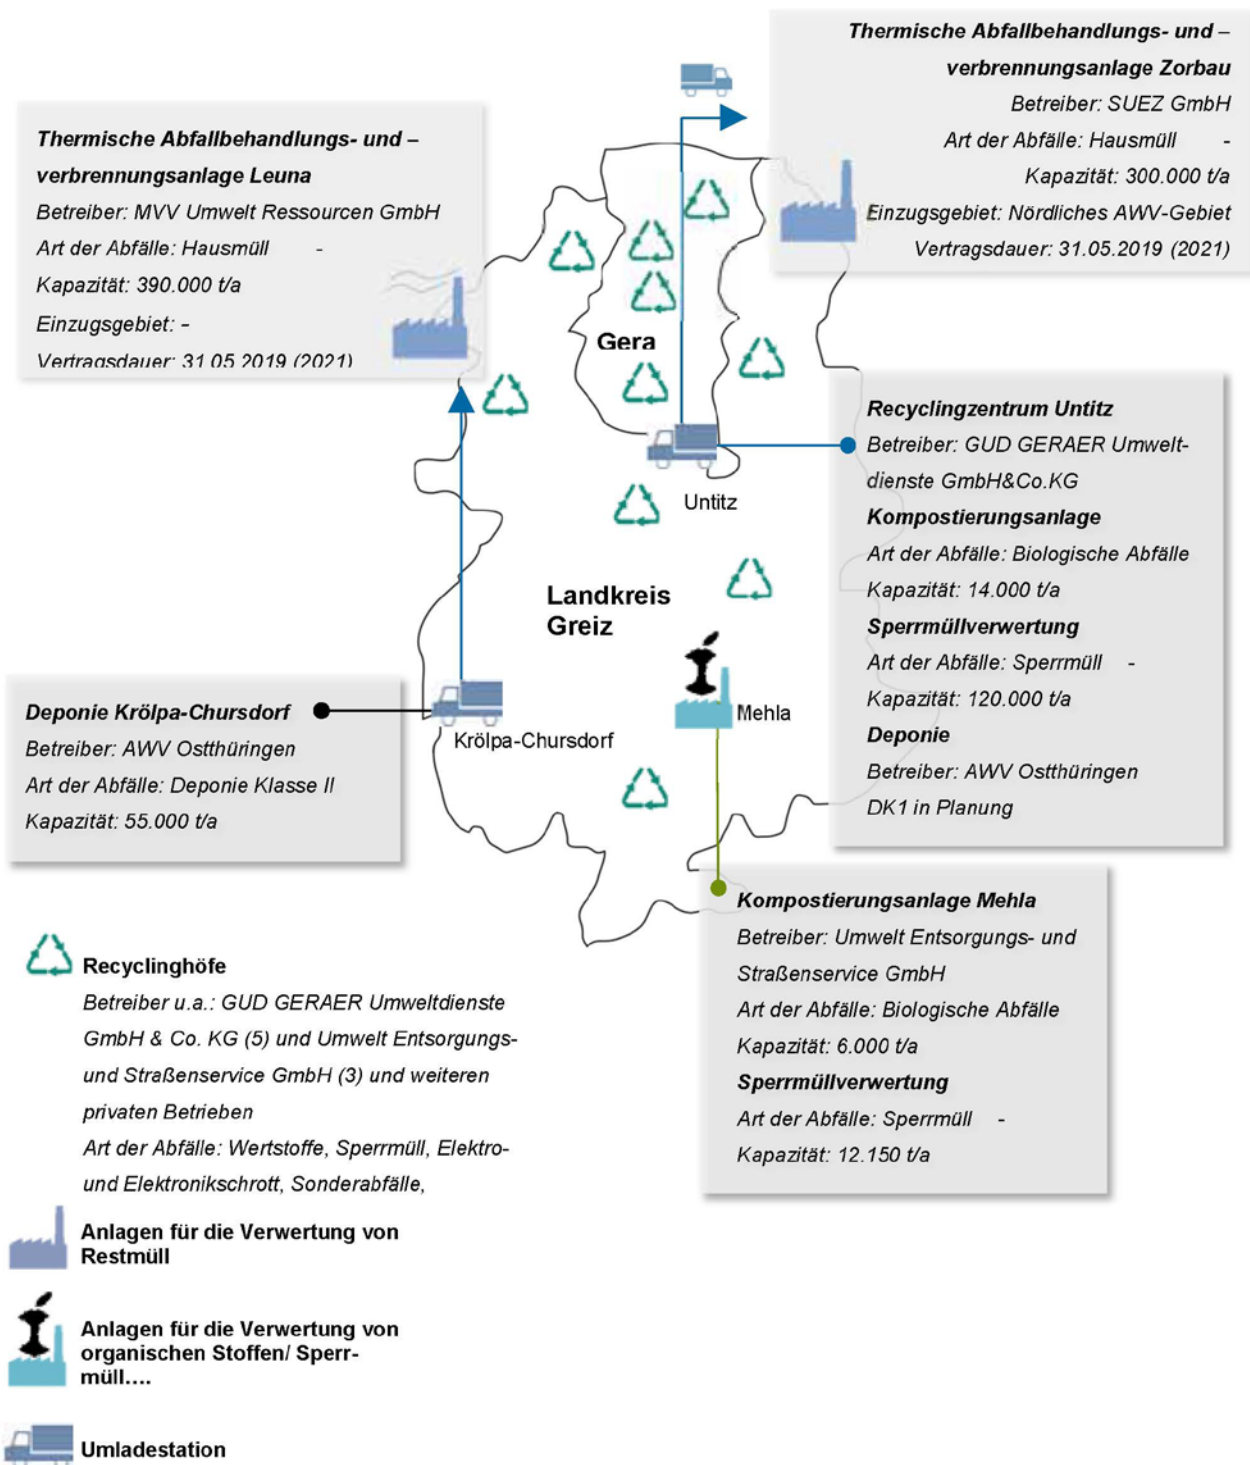 Thermische Abfallbehandlungs- und –
verbrennungsanlage Zorbau
Betreiber: SUEZ GmbH
Art der Abfälle: Hausmüll -
Kapazität: 300.000 t/a
Einzugsgebiet: Nördliches AWV-Gebiet
Vertragsdauer: 31.05.2019 (2021)
Thermische Abfallbehandlungs- und –
verbrennungsanlage Leuna
Betreiber: MVV Umwelt Ressourcen GmbH
Art der Abfälle: Hausmüll -
Kapazität: 390.000 t/a
Einzugsgebiet: -
Vertragsdauer: 31.05.2019 (2021)
Gera
Untitz
Landkreis
Greiz
Mehla
Krölpa-Chursdorf
Recyclingzentrum Untitz
Betreiber: GUD GERAER Umwelt-
dienste GmbH&Co.KG
Kompostierungsanlage
Art der Abfälle: Biologische Abfälle
Kapazität: 14.000 t/a
Sperrmüllverwertung
Art der Abfälle: Sperrmüll -
Kapazität: 120.000 t/a
Deponie
Betreiber: AWV Ostthüringen
DK1 in Planung
Deponie Krölpa-Chursdorf
Betreiber: AWV Ostthüringen
Art der Abfälle: Deponie Klasse II
Kapazität: 55.000 t/a
Kompostierungsanlage Mehla
Betreiber: Umwelt Entsorgungs- und
Straßenservice GmbH
Art der Abfälle: Biologische Abfälle
Kapazität: 6.000 t/a
Sperrmüllverwertung
Art der Abfälle: Sperrmüll -
Kapazität: 12.150 t/a
Recyclinghöfe
Betreiber u.a.: GUD GERAER Umweltdienste
GmbH & Co. KG (5) und Umwelt Entsorgungs-
und Straßenservice GmbH (3) und weiteren
privaten Betrieben
Art der Abfälle: Wertstoffe, Sperrmüll, Elektro-
und Elektronikschrott, Sonderabfälle,
Anlagen für die Verwertung von
Restmüll
Anlagen für die Verwertung von
organischen Stoffen/ Sperr-
müll....
Umladestation